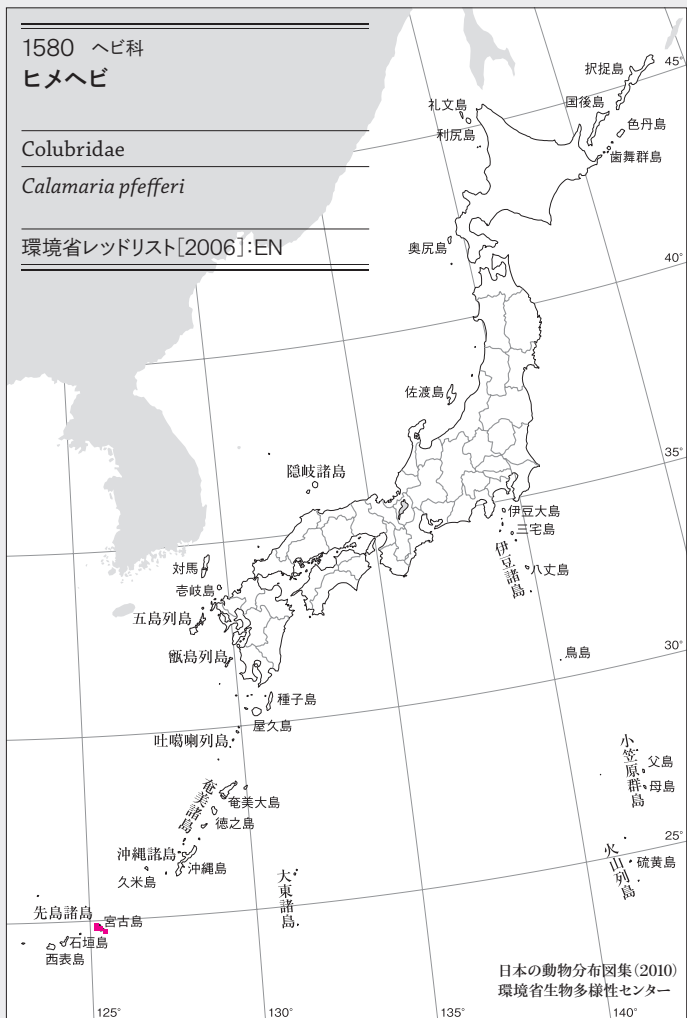 1580 ヘビ科
ヒメヘビ
Colubridae
Calamaria pfefferi
環境省レッドリスト[2006]:EN
択捉島
45°
礼文島
国後島
色丹島
利尻島
歯舞群島
奥尻島
40°
佐渡島
35°
隠岐諸島
伊豆大島
三宅島
伊豆諸島
八丈島
対馬
壱岐島
五島列島
甑島列島
鳥島
30°
種子島
屋久島
吐噶喇列島
小笠原群島
父島
母島
奄美諸島
奄美大島
徳之島
25°
沖縄諸島
沖縄島
久米島
大東諸島
火山列島
硫黄島
先島諸島
宮古島
石垣島
西表島
日本の動物分布図集(2010)
環境省生物多様性センター
125°
130°
135°
140°